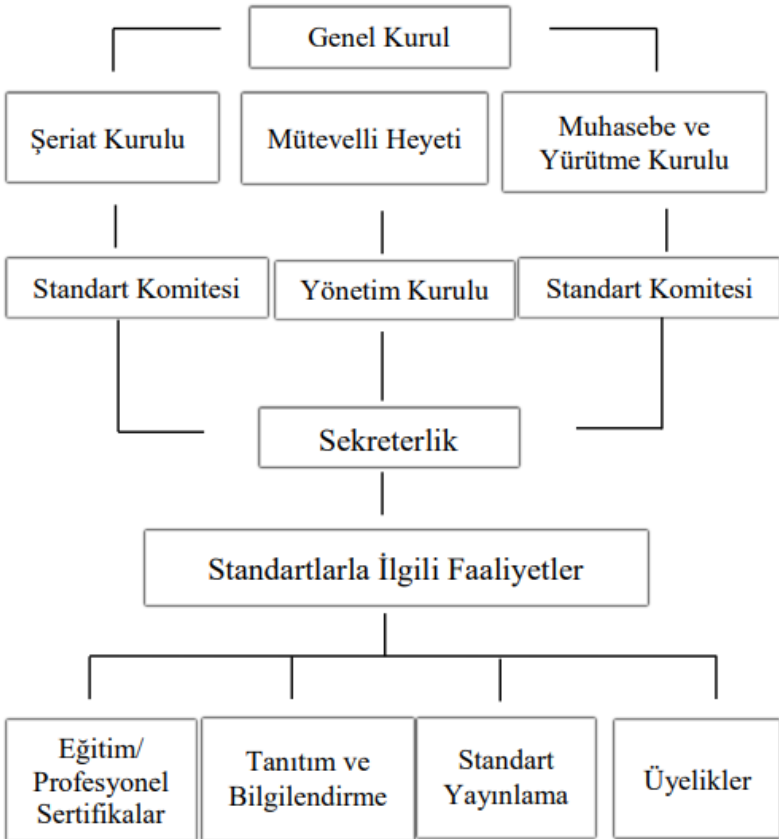 Genel Kurul
Şeriat Kurulu
Mütevelli Heyeti
Muhasebe ve
Yürütme Kurulu
Standart Komitesi
Yönetim Kurulu
Standart Komitesi
Sekreterlik
Standartlarla İlgili Faaliyetler
Eğitim/
Profesyonel
Sertifikalar
Tanıtım ve
Bilgilendirme
Standart
Yayınlama
Üyelikler